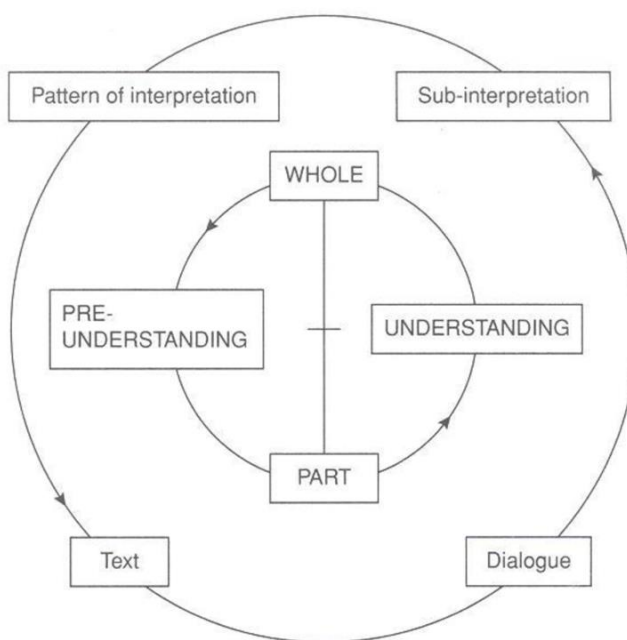 Pattern of interpretation
Sub-interpretation
WHOLE
PRE-
UNDERSTANDING
UNDERSTANDING
PART
Text
Dialogue